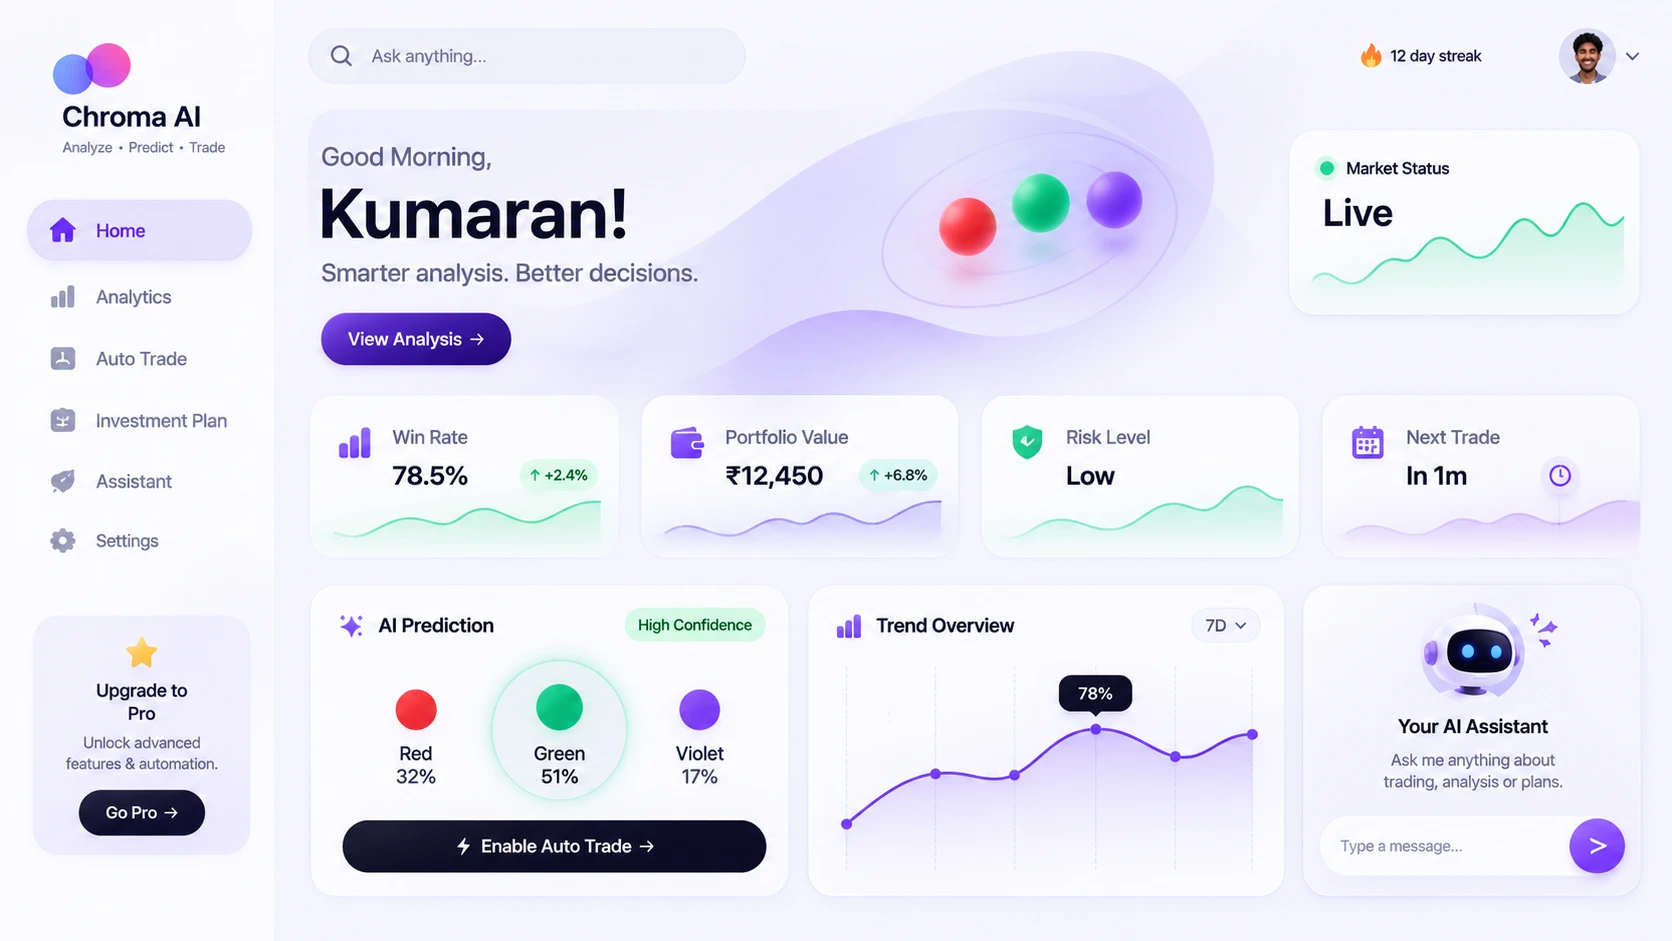 Chroma AI
Analyze • Predict • Trade
Home
Analytics
Auto Trade
Investment Plan
Assistant
Settings
Upgrade to
Pro
Unlock advanced
features & automation.
Go Pro →
Ask anything...
12 day streak
Good Morning,
Kumaran!
Smarter analysis. Better decisions.
View Analysis →
Market Status
Live
Win Rate
78.5%
↑ +2.4%
Portfolio Value
₹12,450
↑ +6.8%
Risk Level
Low
Next Trade
In 1m
AI Prediction
High Confidence
Red
32%
Green
51%
Violet
17%
Enable Auto Trade →
Trend Overview
7D
78%
Your AI Assistant
Ask me anything about
trading, analysis or plans.
Type a message...